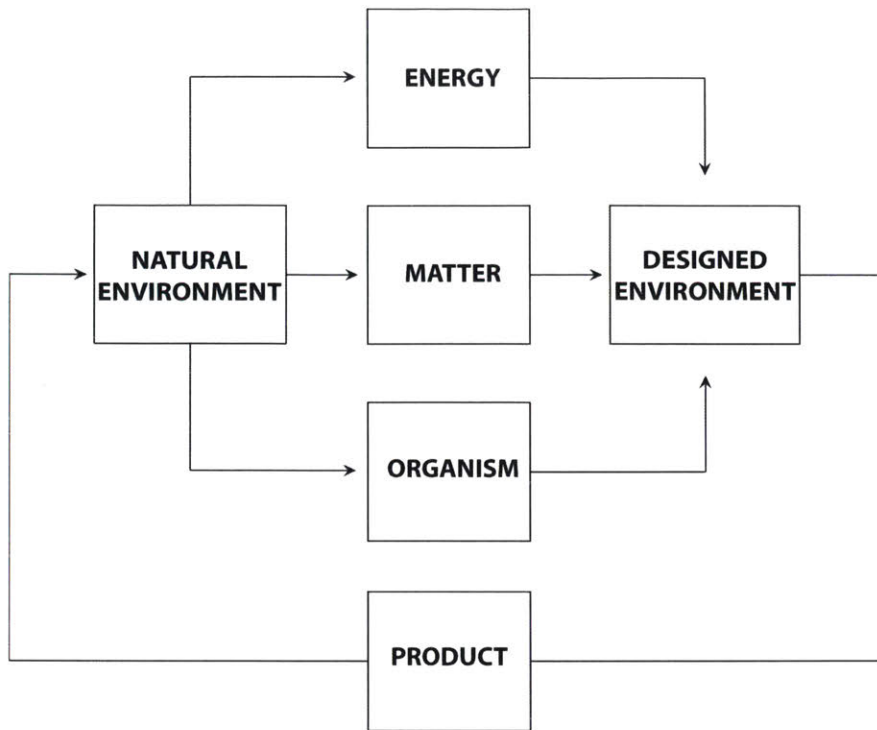 ENERGY
NATURAL
ENVIRONMENT
MATTER
DESIGNED
ENVIRONMENT
ORGANISM
PRODUCT